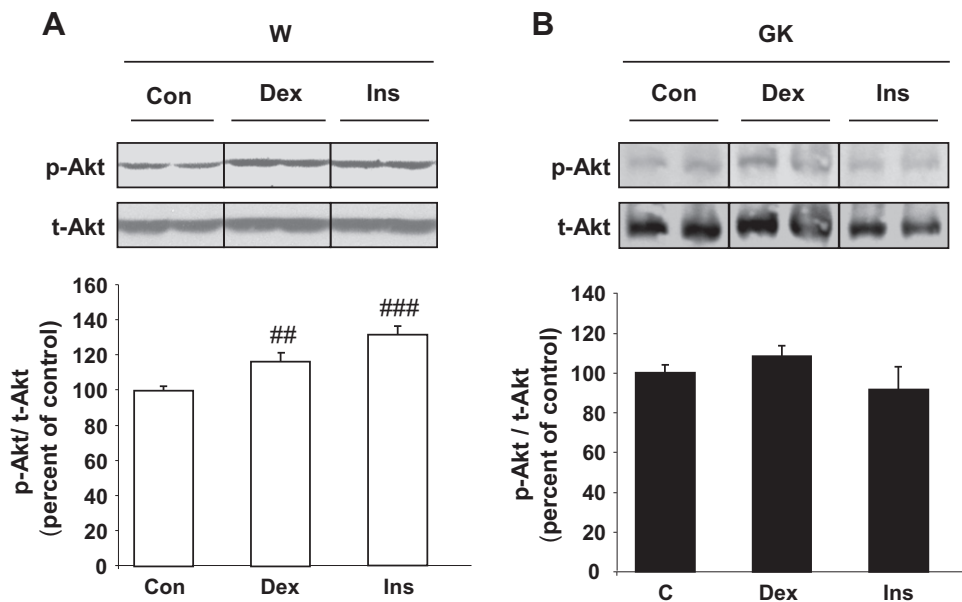 A
W
Con Dex Ins
p-Akt
t-Akt
p-Akt/ t-Akt
(percent of control)
160
140
120
100
80
60
40
20
0
##
###
Con Dex Ins
B
GK
Con Dex Ins
p-Akt
t-Akt
p-Akt / t-Akt
(percent of control)
140
120
100
80
60
40
20
0
C Dex Ins